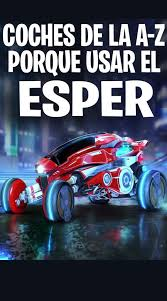 COCHES DE LA A-Z
PORQUE USAR EL
ESPER